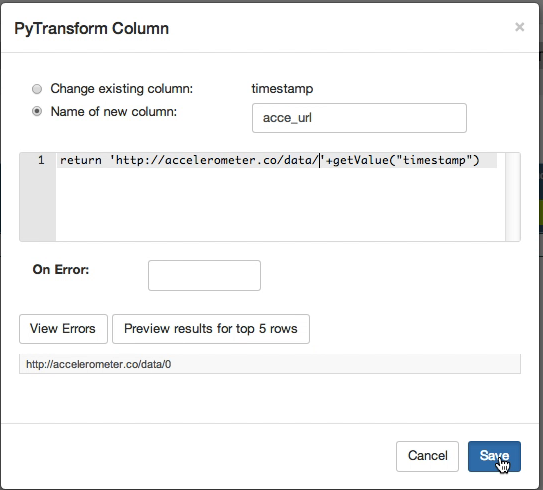 PyTransform Column
×
Change existing column: timestamp
Name of new column:
acce_url
1 return 'http://accelerometer.co/data/'+getValue("timestamp")
On Error:
View Errors Preview results for top 5 rows
http://accelerometer.co/data/0
Cancel Save